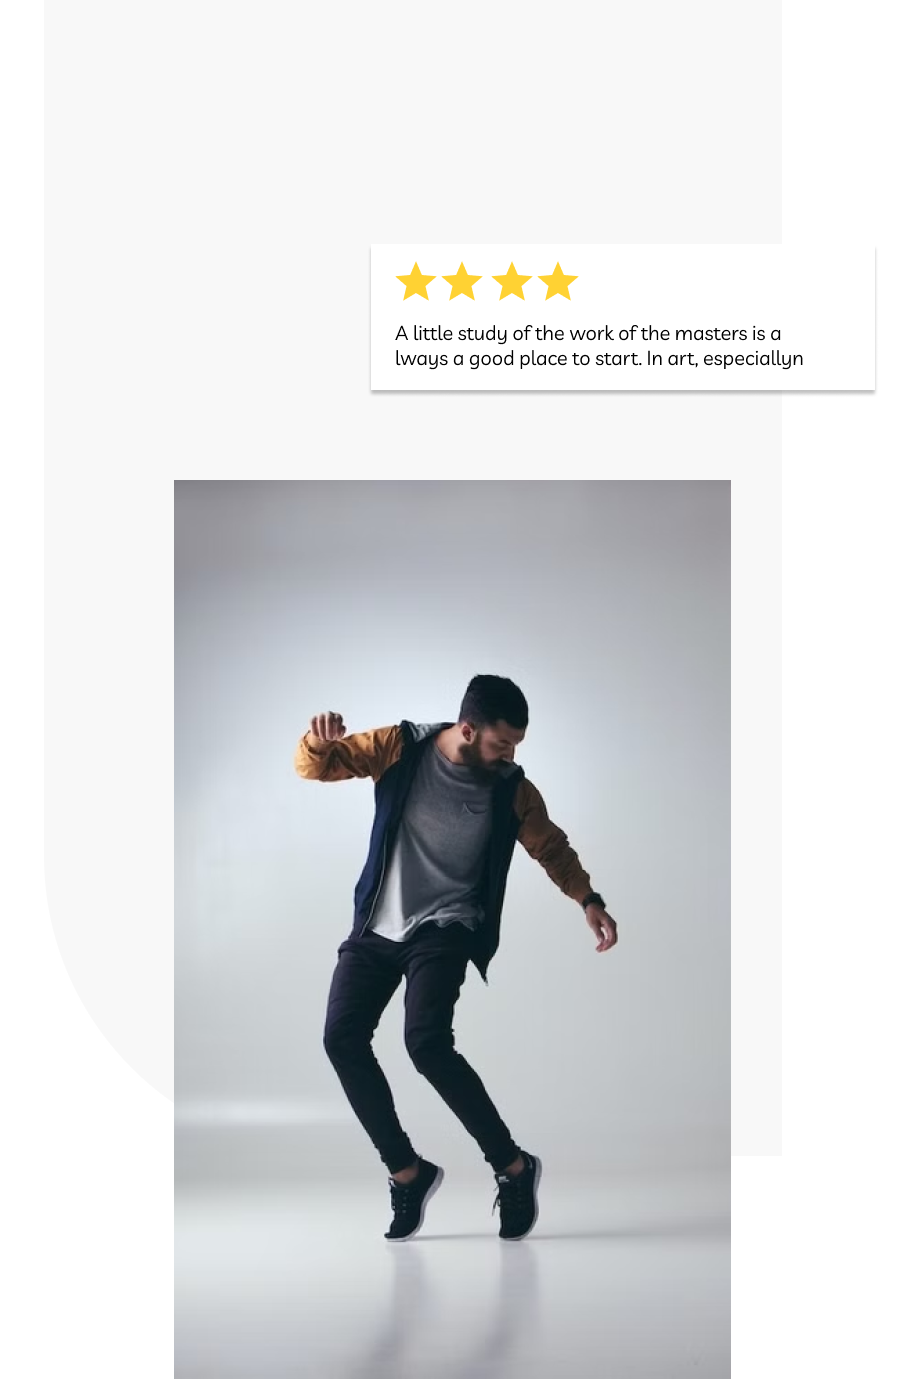 A little study of the work of the masters is a
lways a good place to start. In art, especiallyn